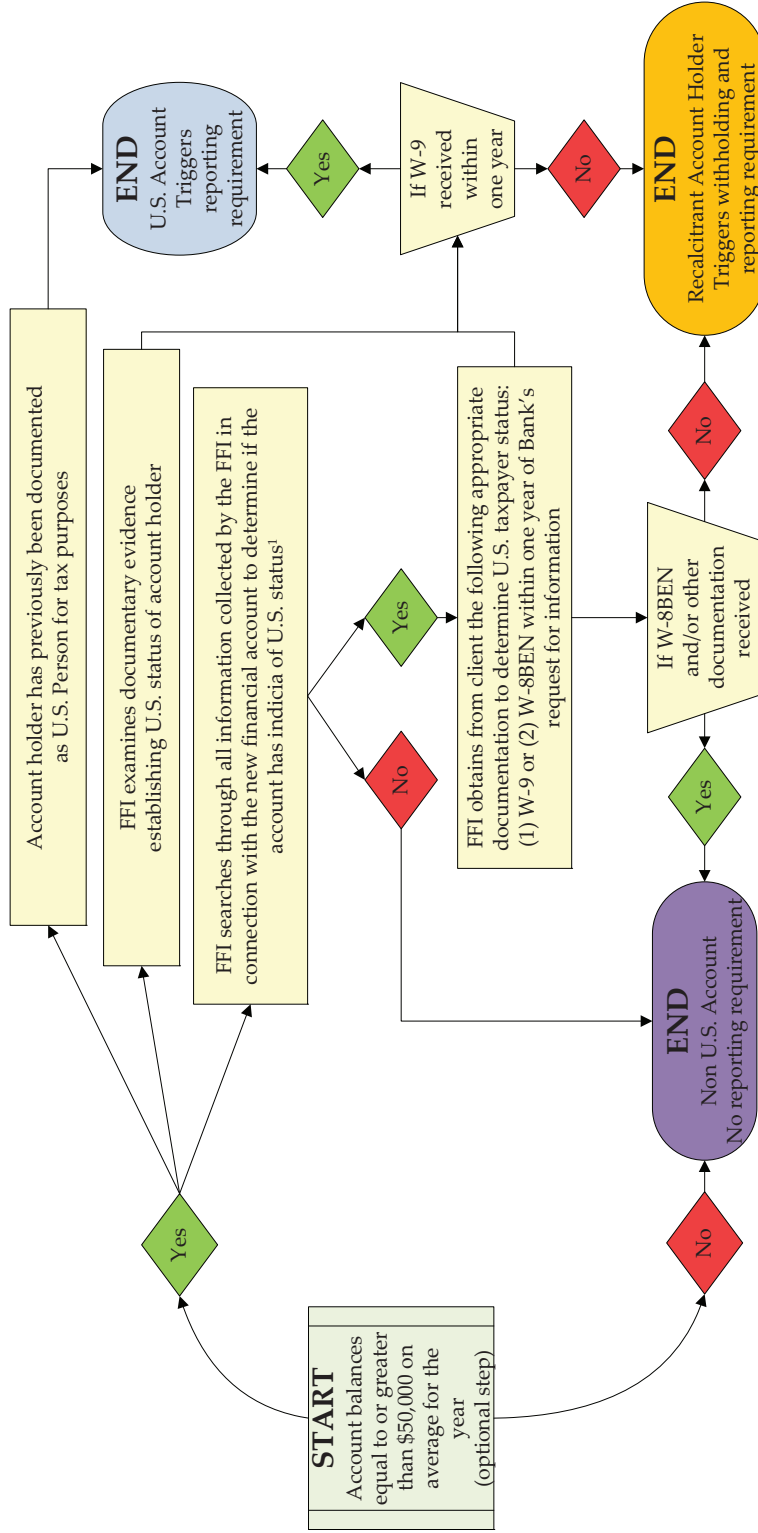 START
Account balances
equal to or greater
than $50,000 on
average for the
year
(optional step)
Yes
No
Account holder has previously been documented
as U.S. Person for tax purposes
FFI examines documentary evidence
establishing U.S. status of account holder
FFI searches through all information collected by the FFI in
connection with the new financial account to determine if the
account has indicia of U.S. status¹
No
Yes
FFI obtains from client the following appropriate
documentation to determine U.S. taxpayer status:
(1) W-9 or (2) W-8BEN within one year of Bank's
request for information
If W-8BEN
and/or other
documentation
received
Yes
No
END
Non U.S. Account
No reporting requirement
If W-9
received
within
one year
Yes
No
END
U.S. Account
Triggers
reporting
requirement
END
Recalcitrant Account Holder
Triggers withholding and
reporting requirement